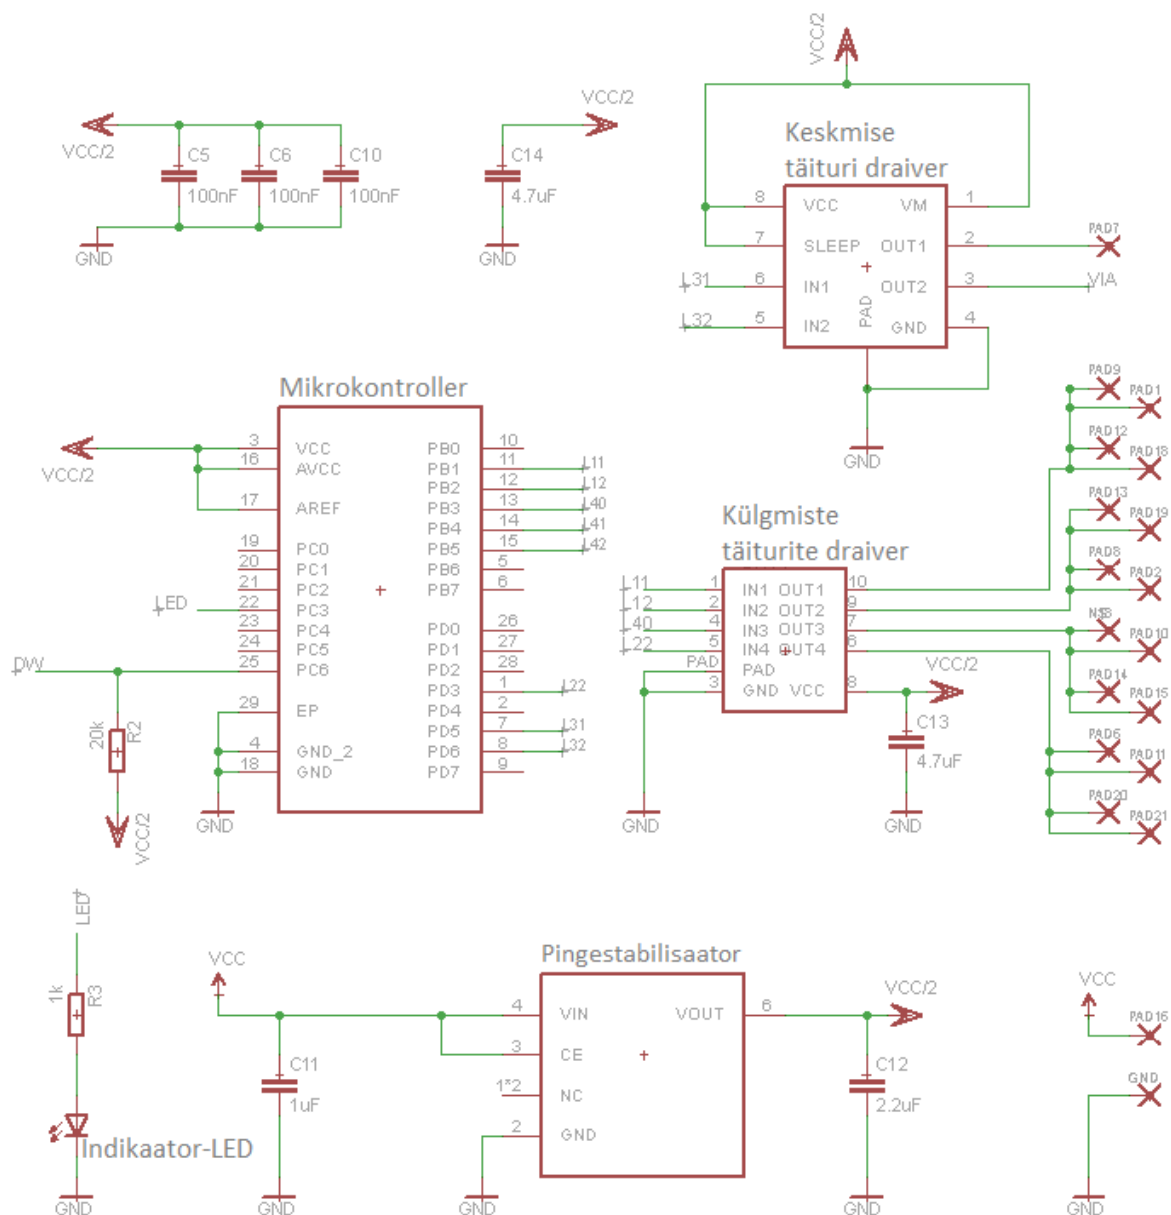 VCC/2
C5
C6
C10
100nF
100nF
100nF
GND
C14
4.7uF
VCC/2
GND
VCC/2
Keskmise
täituri draiver
8 VCC VM 1
7 SLEEP OUT1 2
PAD7
L31
6 IN1 OUT2 3
VIA
L32
5 IN2 PAD GND 4
GND
Mikrokontroller
VCC/2
3 VCC PB0 10
16 AVCC PB1 11 L11
PB2 12 L12
17 AREF PB3 13 L40
PB4 14 L41
19 PC0 PB5 15 L42
20 PC1 PB6 5
21 PC2 PB7 6
LED 22 PC3
23 PC4 PD0 26
24 PC5 PD1 27
DW 25 PC6 PD2 28
PD3 1 L22
29 EP PD4 2
PD5 7 L31
4 GND_2 PD6 8 L32
18 GND PD7 9
GND
20k
R2
VCC/2
Külgmiste
täiturite draiver
L11 1 IN1 OUT1 10
L12 2 IN2 OUT2 9
L40 4 IN3 OUT3 7
L22 5 IN4 OUT4 6
PAD PAD
3 GND VCC 8
VCC/2
C13
4.7uF
GND
GND
PAD9
PAD1
PAD12
PAD18
PAD13
PAD19
PAD8
PAD2
PAD10
PAD14
PAD15
PAD6
PAD11
PAD20
PAD21
LED
1k
R3
Indikaator-LED
GND
VCC
C11
1uF
GND
Pingestabilisaator
4 VIN VOUT 6
3 CE
1*2 NC
2 GND
GND
VCC/2
C12
2.2uF
GND
VCC
PAD16
GND
GND